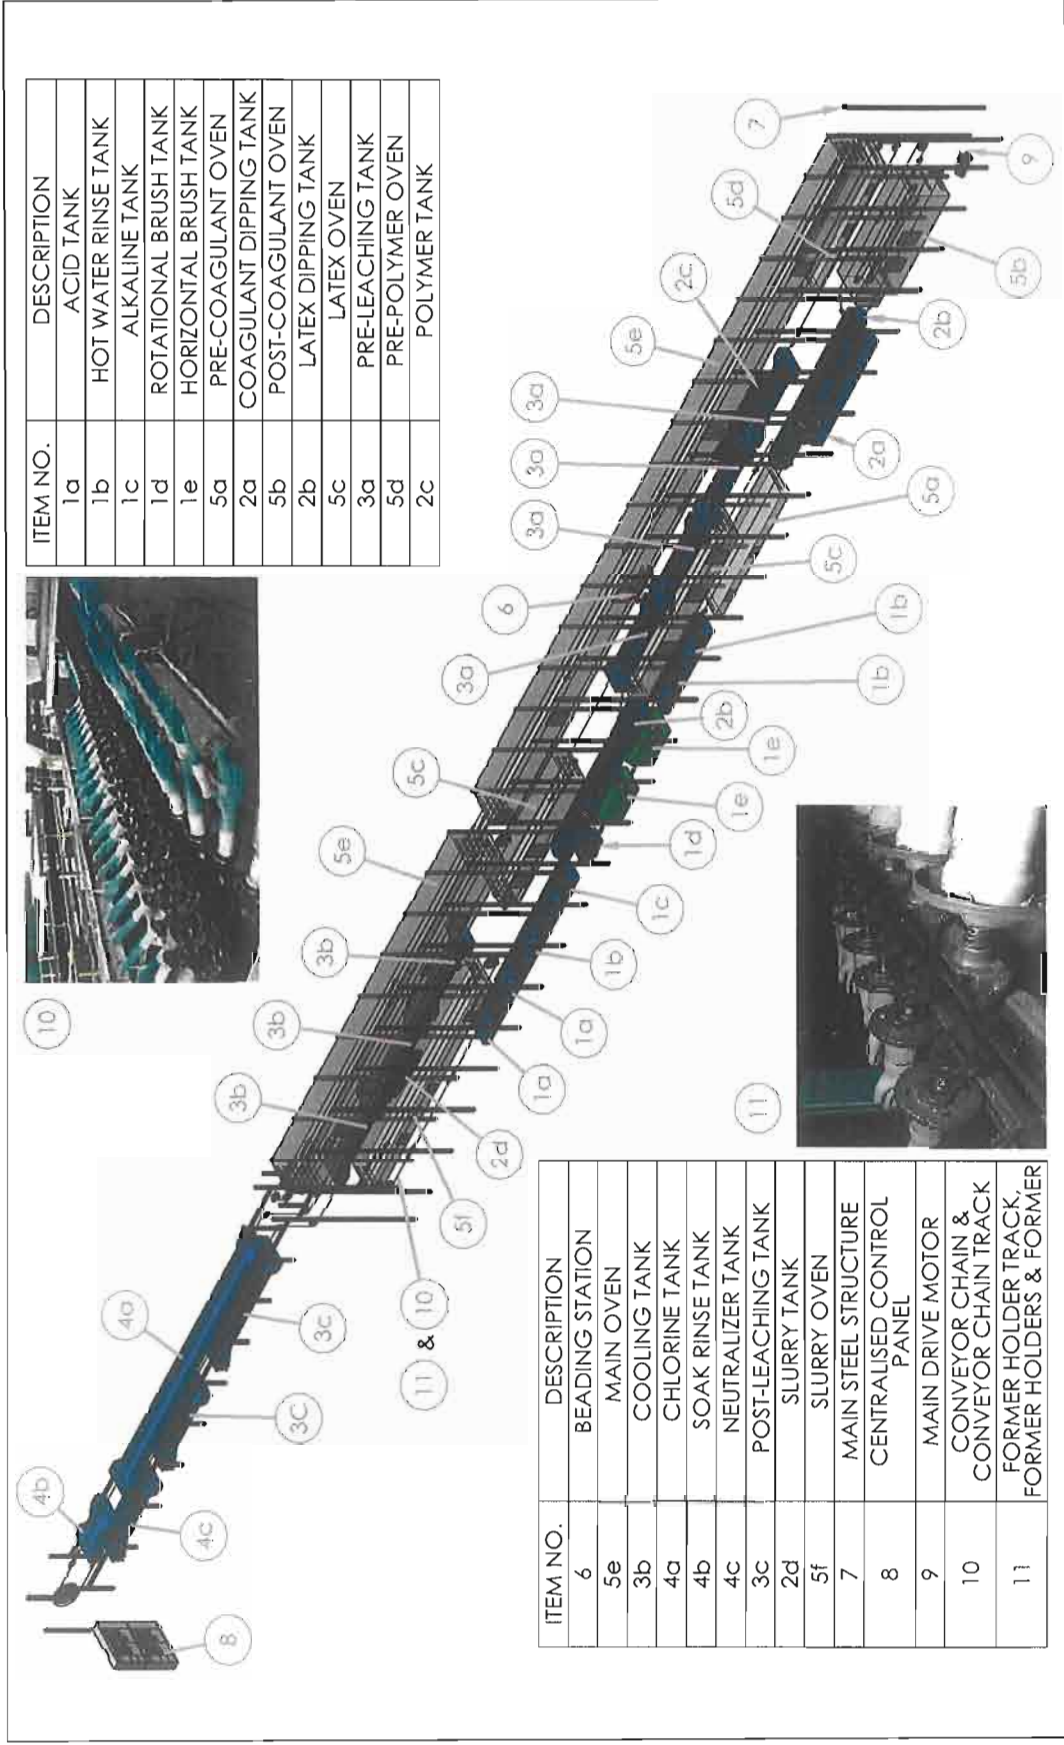 ITEM NO. DESCRIPTION
1a ACID TANK
1b HOT WATER RINSE TANK
1c ALKALINE TANK
1d ROTATIONAL BRUSH TANK
1e HORIZONTAL BRUSH TANK
5a PRE-COAGULANT OVEN
2a COAGULANT DIPPING TANK
5b POST-COAGULANT OVEN
2b LATEX DIPPING TANK
5c LATEX OVEN
3a PRE-LEACHING TANK
5d PRE-POLYMER OVEN
2c POLYMER TANK
10
8
4b
4a
4c
3C
3c
11 & 10
5f
2d
3b
3b
3b
5e
1a
1a
1b
1c
1d
5c
1e
1e
2b
3a
6
1b
1b
3a
3a
3a
5c
5a
5e
2c
2a
2b
5d
5b
7
9
11
ITEM NO. DESCRIPTION
6 BEADING STATION
5e MAIN OVEN
3b COOLING TANK
4a CHLORINE TANK
4b SOAK RINSE TANK
4c NEUTRALIZER TANK
3c POST-LEACHING TANK
2d SLURRY TANK
5f SLURRY OVEN
7 MAIN STEEL STRUCTURE
8 CENTRALISED CONTROL
PANEL
9 MAIN DRIVE MOTOR
10 CONVEYOR CHAIN &
CONVEYOR CHAIN TRACK
11 FORMER HOLDER TRACK,
FORMER HOLDERS & FORMER